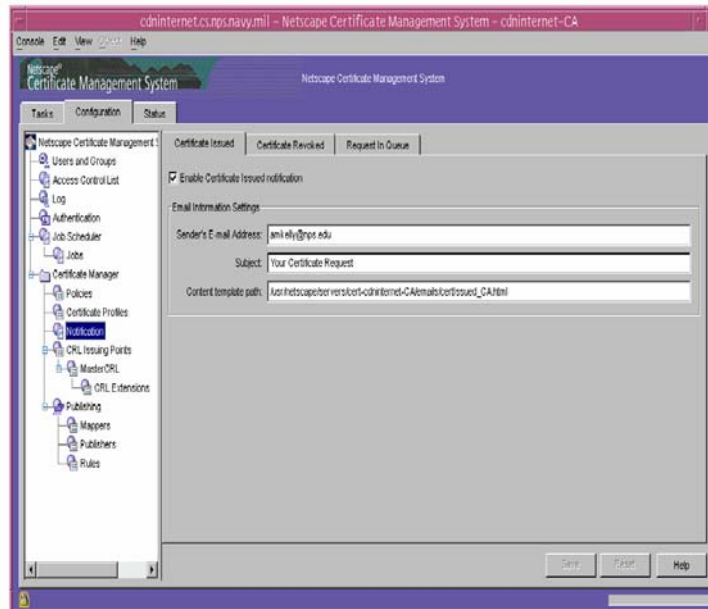 cdninternet.cs.nps.navy.mil - Netscape Certificate Management System - cdninternet-CA
Console Edit View Object Help
Netscape®
Certificate Management System
Netscape Certificate Management System
Tasks Configuration Status
Netscape Certificate Management S
Users and Groups
Access Control List
Log
Authentication
Job Scheduler
Jobs
Certificate Manager
Policies
Certificate Profiles
Notification
CRL Issuing Points
MasterCRL
CRL Extensions
Publishing
Mappers
Publishers
Rules
Certificate Issued Certificate Revoked Request In Queue
Enable Certificate Issued notification
Email Information Settings
Sender's E-mail Address: amkelly@nps.edu
Subject: Your Certificate Request
Content template path: /usr/netscape/servers/cert-cdninternet-CA/emails/certIssued_CA.html
Save Reset Help